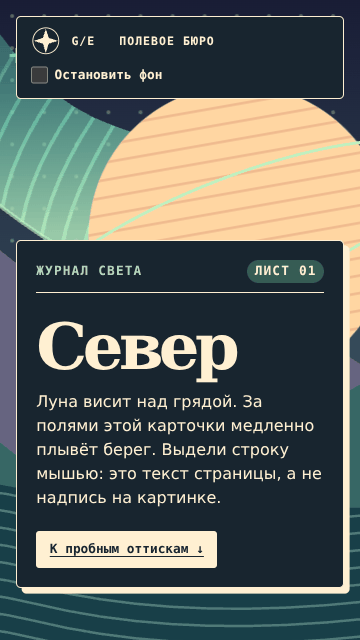 G/E ПОЛЕВОЕ БЮРО
Остановить фон
ЖУРНАЛ СВЕТА
ЛИСТ 01
Север
Луна висит над грядой. За
полями этой карточки медленно
плывёт берег. Выдели строку
мышью: это текст страницы, а не
надпись на картинке.
К пробным оттискам ↓